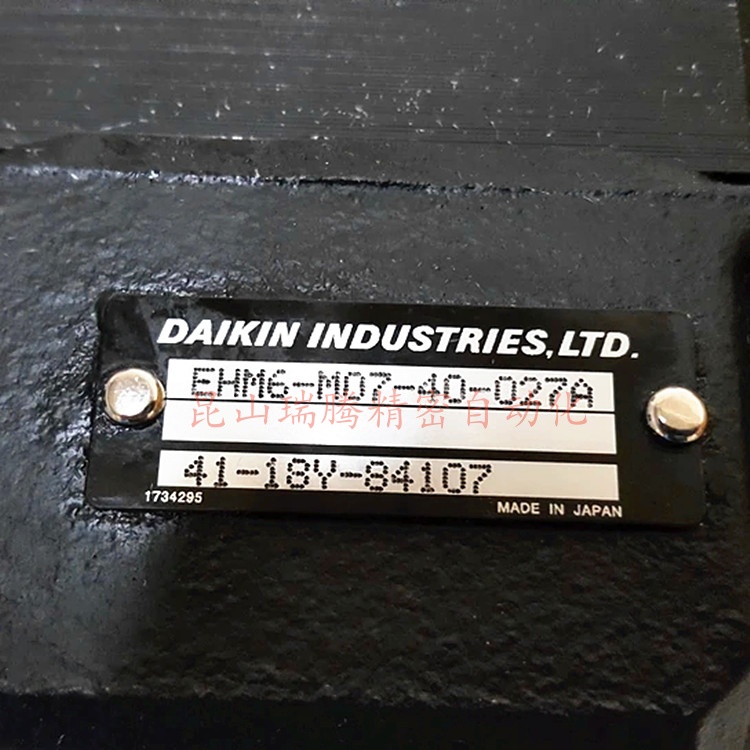 DAIKIN INDUSTRIES, LTD.
EHM6-M07-40-027A
昆山瑞腾精密自动化
41-18Y-84107
1734295
MADE IN JAPAN